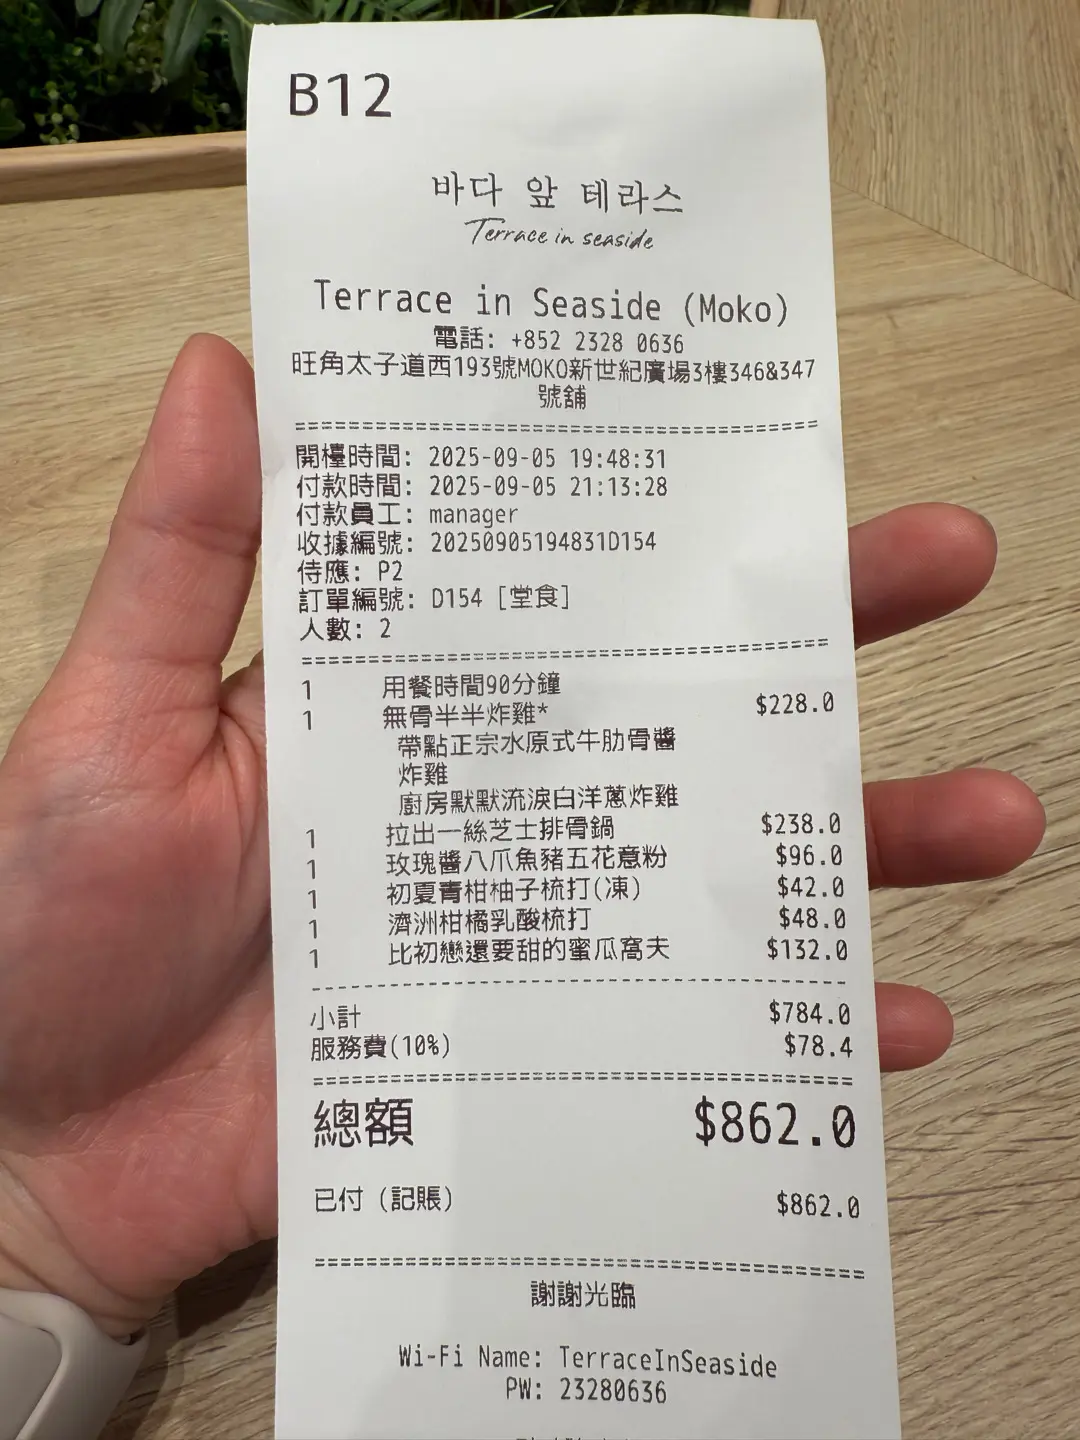 B12
바다 앞 테라스
Terrace in seaside
Terrace in Seaside (Moko)
電話: +852 2328 0636
旺角太子道西193號MOKO新世紀廣場3樓346&347
號舖
開檯時間: 2025-09-05 19:48:31
付款時間: 2025-09-05 21:13:28
付款員工: manager
收據編號: 20250905194831D154
侍應: P2
訂單編號: D154 [堂食]
人數: 2
1 用餐時間90分鐘
1 無骨半半炸雞* $228.0
帶點正宗水原式牛肋骨醬
炸雞
廚房默默流淚白洋蔥炸雞
1 拉出一絲芝士排骨鍋 $238.0
1 玫瑰醬八爪魚豬五花意粉 $96.0
1 初夏青柑柚子梳打(凍) $42.0
1 濟洲柑橘乳酸梳打 $48.0
1 比初戀還要甜的蜜瓜窩夫 $132.0
小計 $784.0
服務費(10%) $78.4
總額 $862.0
已付 (記賬) $862.0
謝謝光臨
Wi-Fi Name: TerraceInSeaside
PW: 23280636